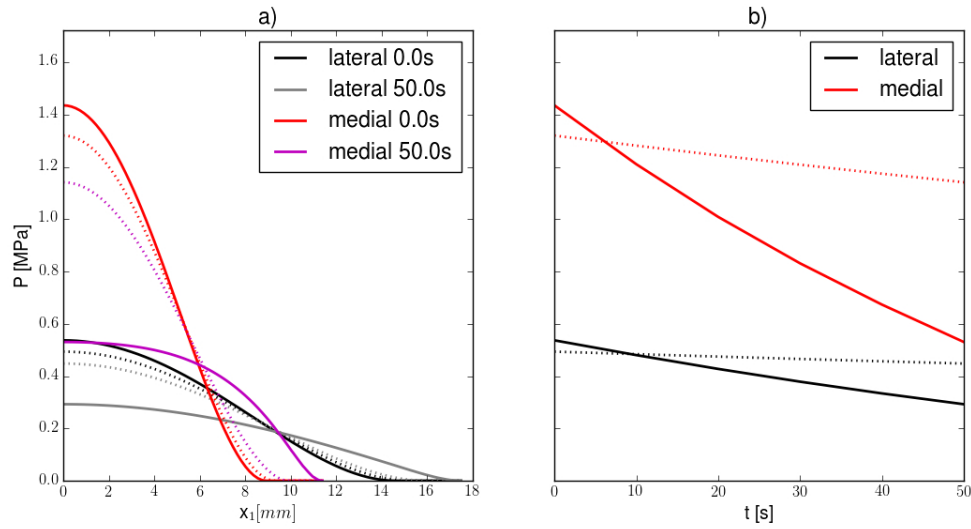 a)
b)
lateral 0.0s
lateral 50.0s
medial 0.0s
medial 50.0s
lateral
medial
P [MPa]
1.6
1.4
1.2
1.0
0.8
0.6
0.4
0.2
0.0
0 2 4 6 8 10 12 14 16 18
x₁[mm]
0 10 20 30 40 50
t [s]